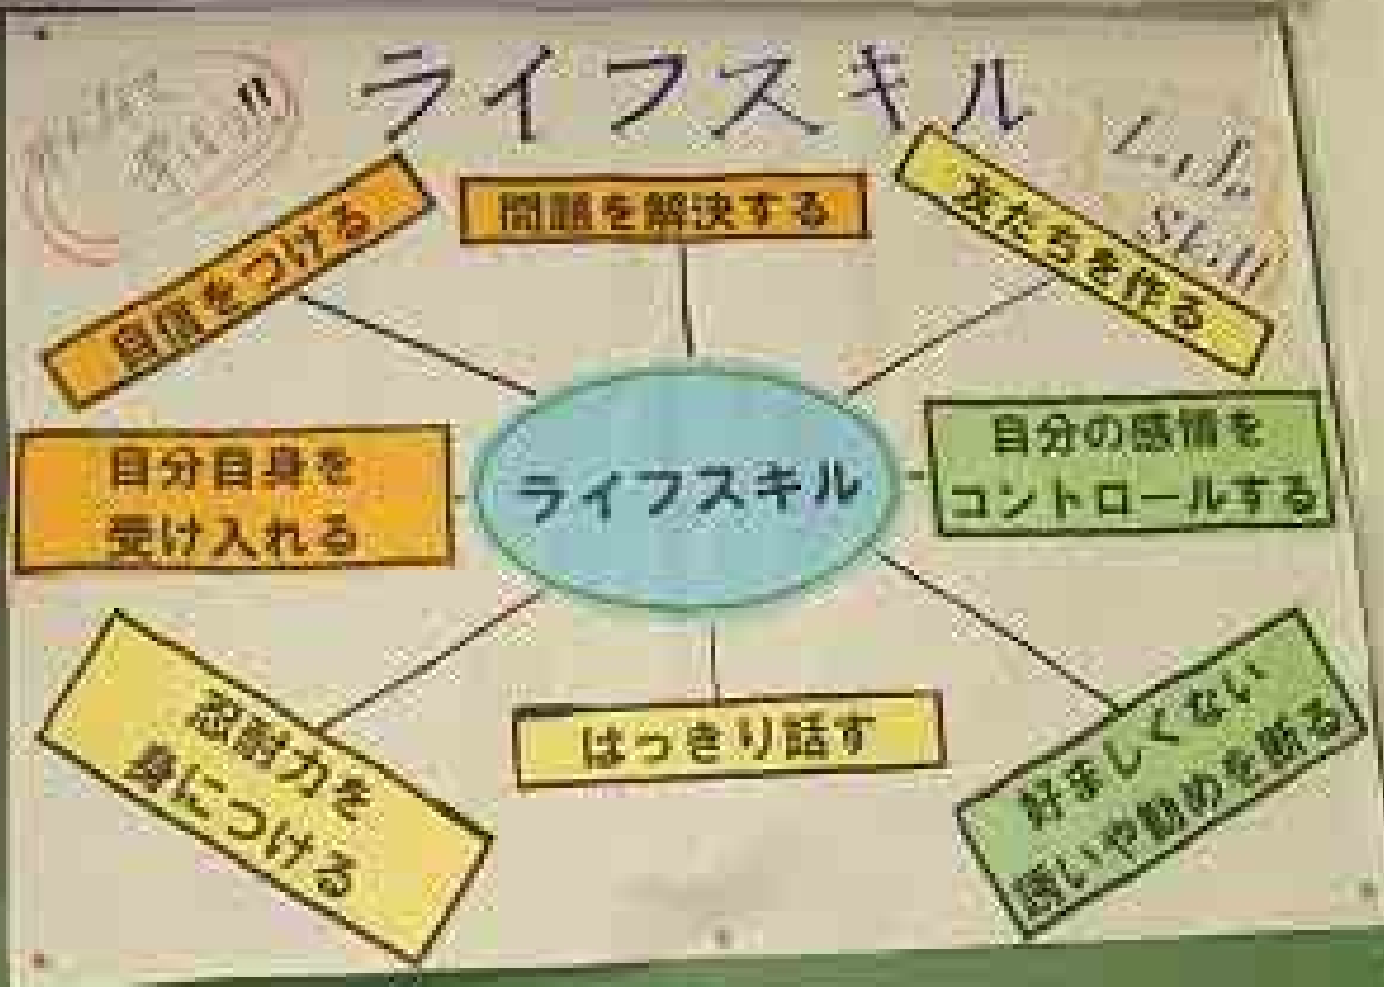 ライフスキル
Life
Skill
自信をつける
問題を解決する
友だちを作る
自分自身を
受け入れる
ライフスキル
自分の感情を
コントロールする
忍耐力を
身につける
はっきり話す
好ましくない
誘いや勧めを断る